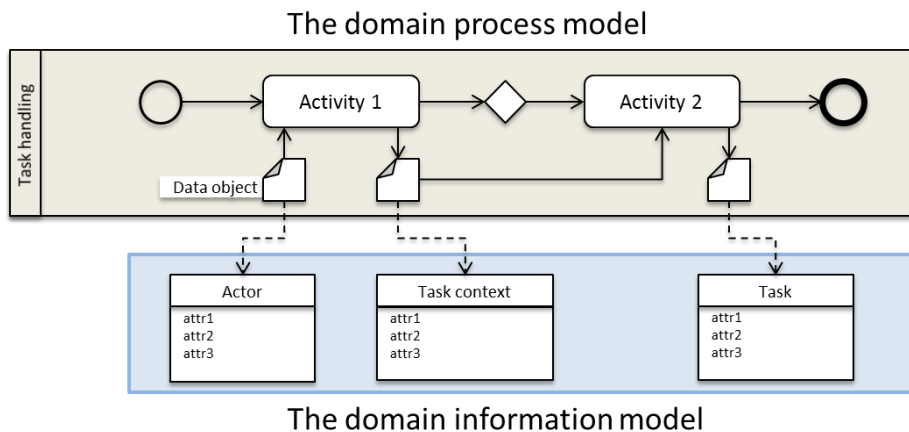 The domain process model
Task handling
Activity 1
Activity 2
Data object
Actor
attr1
attr2
attr3
Task context
attr1
attr2
attr3
Task
attr1
attr2
attr3
The domain information model